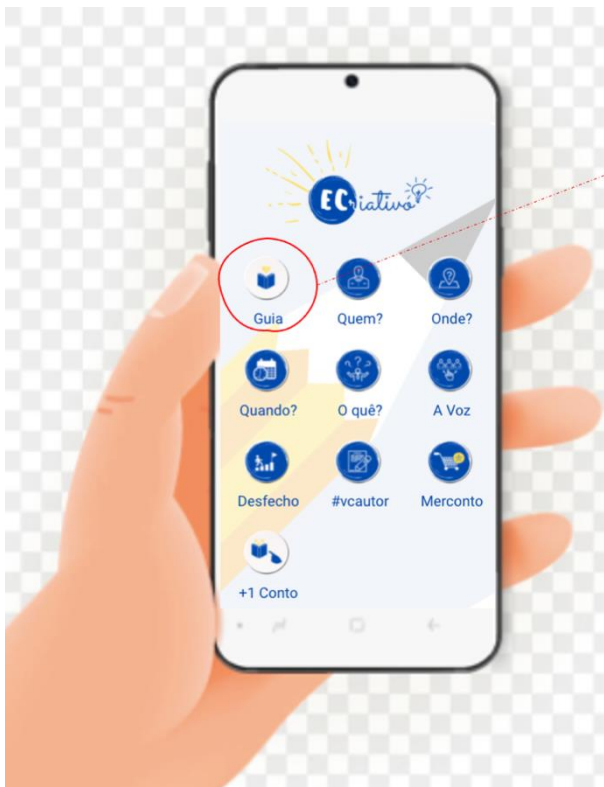 ECriativo
Guia Quem? Onde?
Quando? O quê? A Voz
Desfecho #vcautor Merconto
+1 Conto